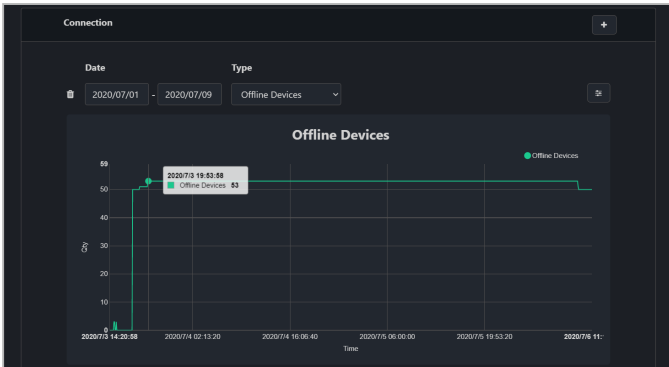 Connection
+
Date
Type
2020/07/01 - 2020/07/09
Offline Devices
Offline Devices
Offline Devices
59
2020/7/3 19:53:58
Offline Devices 53
50
40
Qty
30
20
10
0
2020/7/3 14:20:58 2020/7/4 02:13:20 2020/7/4 16:06:40 2020/7/5 06:00:00 2020/7/5 19:53:20 2020/7/6 11:
Time